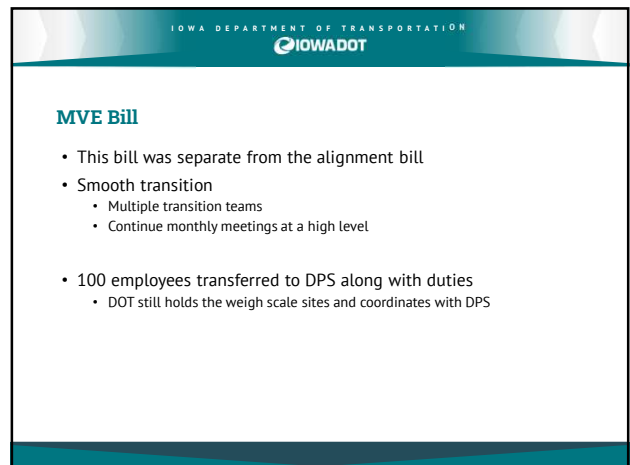 IOWA DEPARTMENT OF TRANSPORTATION
IOWADOT
MVE Bill
• This bill was separate from the alignment bill
• Smooth transition
• Multiple transition teams
• Continue monthly meetings at a high level
• 100 employees transferred to DPS along with duties
• DOT still holds the weigh scale sites and coordinates with DPS